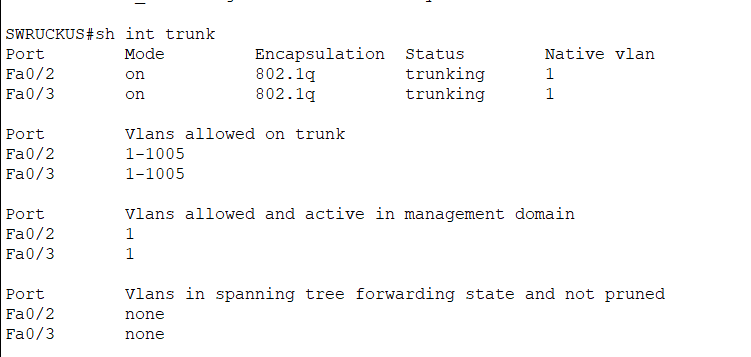 SWRUCKUS#sh int trunk
Port Mode Encapsulation Status Native vlan
Fa0/2 on 802.1q trunking 1
Fa0/3 on 802.1q trunking 1
Port Vlans allowed on trunk
Fa0/2 1-1005
Fa0/3 1-1005
Port Vlans allowed and active in management domain
Fa0/2 1
Fa0/3 1
Port Vlans in spanning tree forwarding state and not pruned
Fa0/2 none
Fa0/3 none